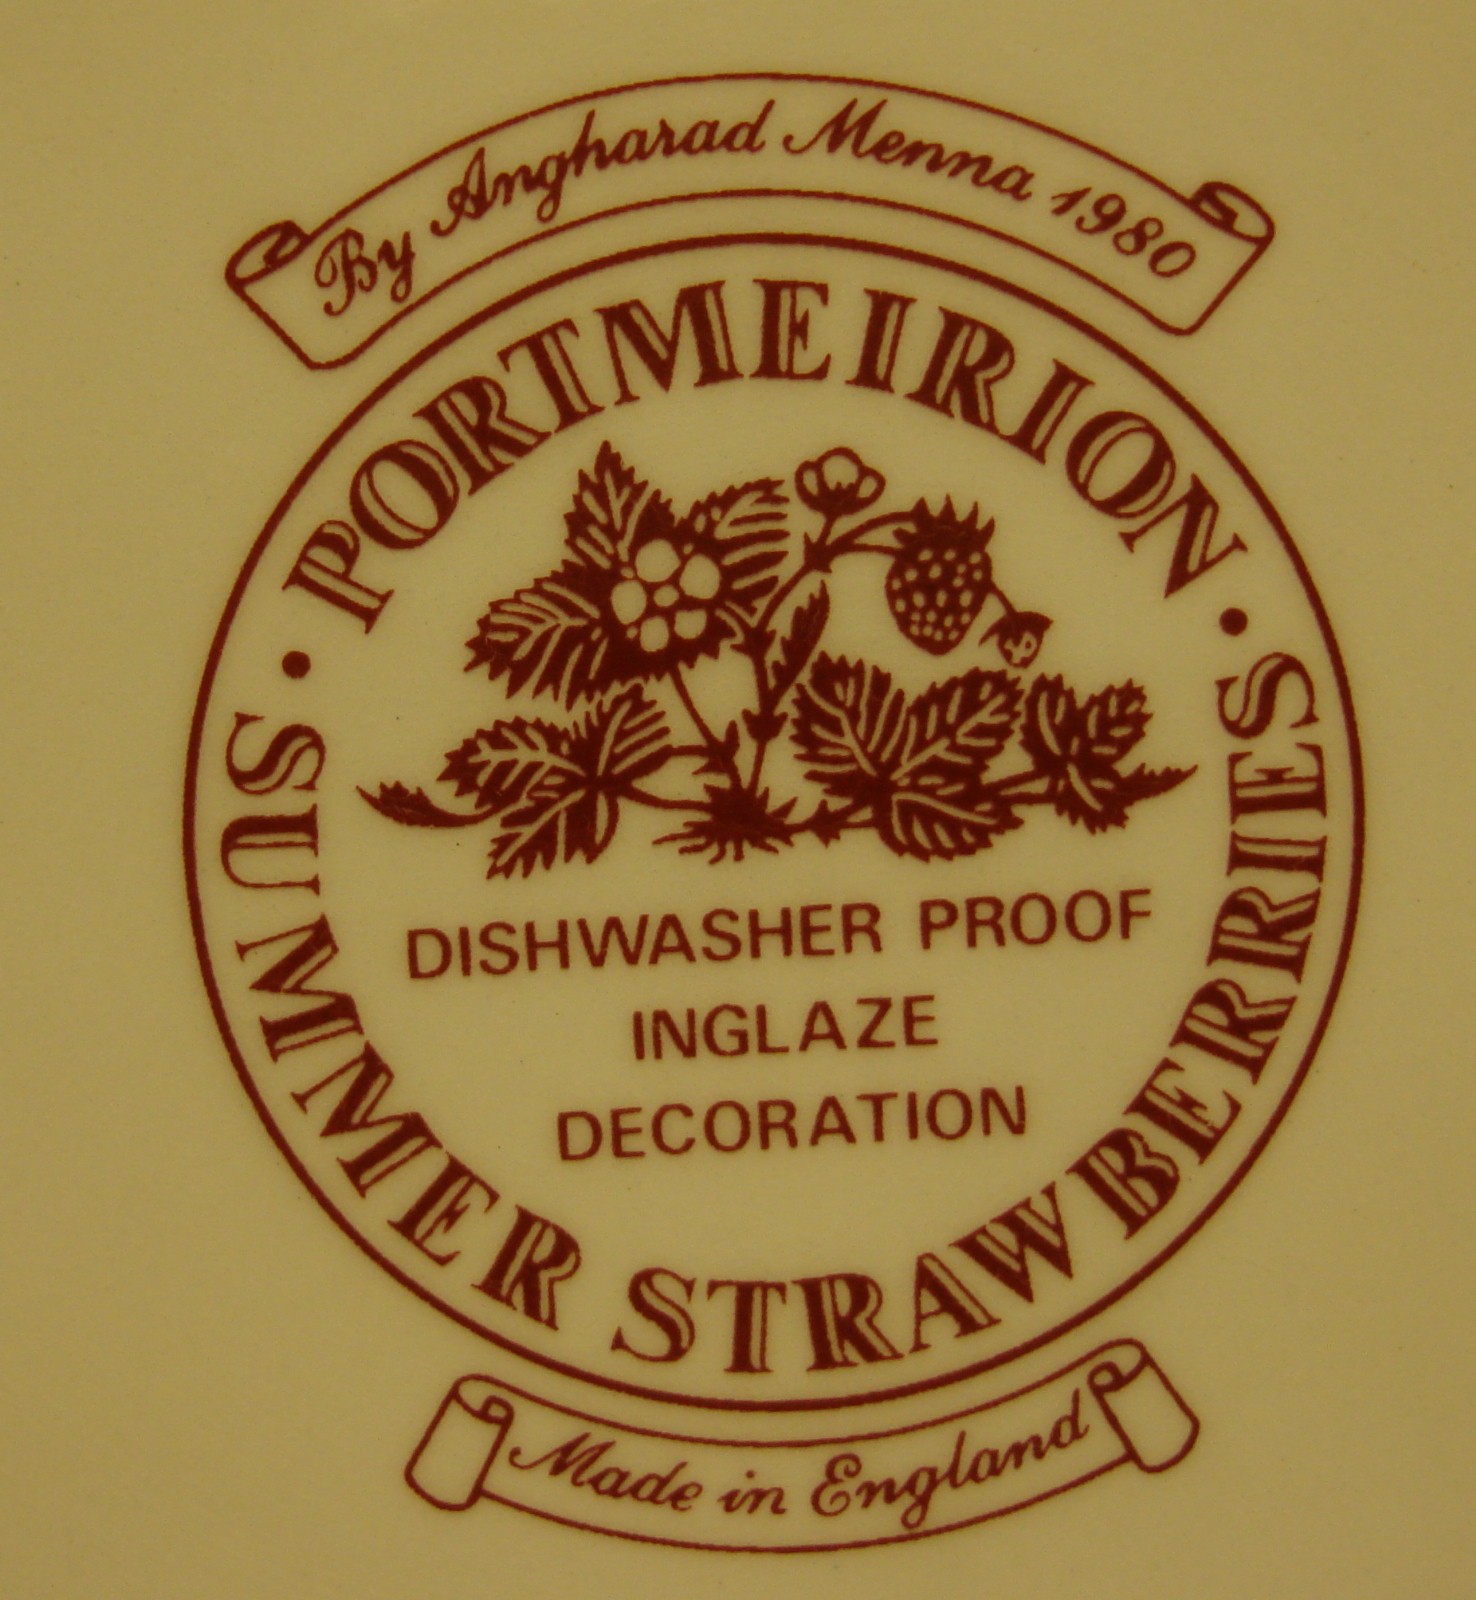 By Angharad Menna 1980
· PORTMEIRION ·
DISHWASHER PROOF
INGLAZE
DECORATION
SUMMER STRAWBERRIES
Made in England